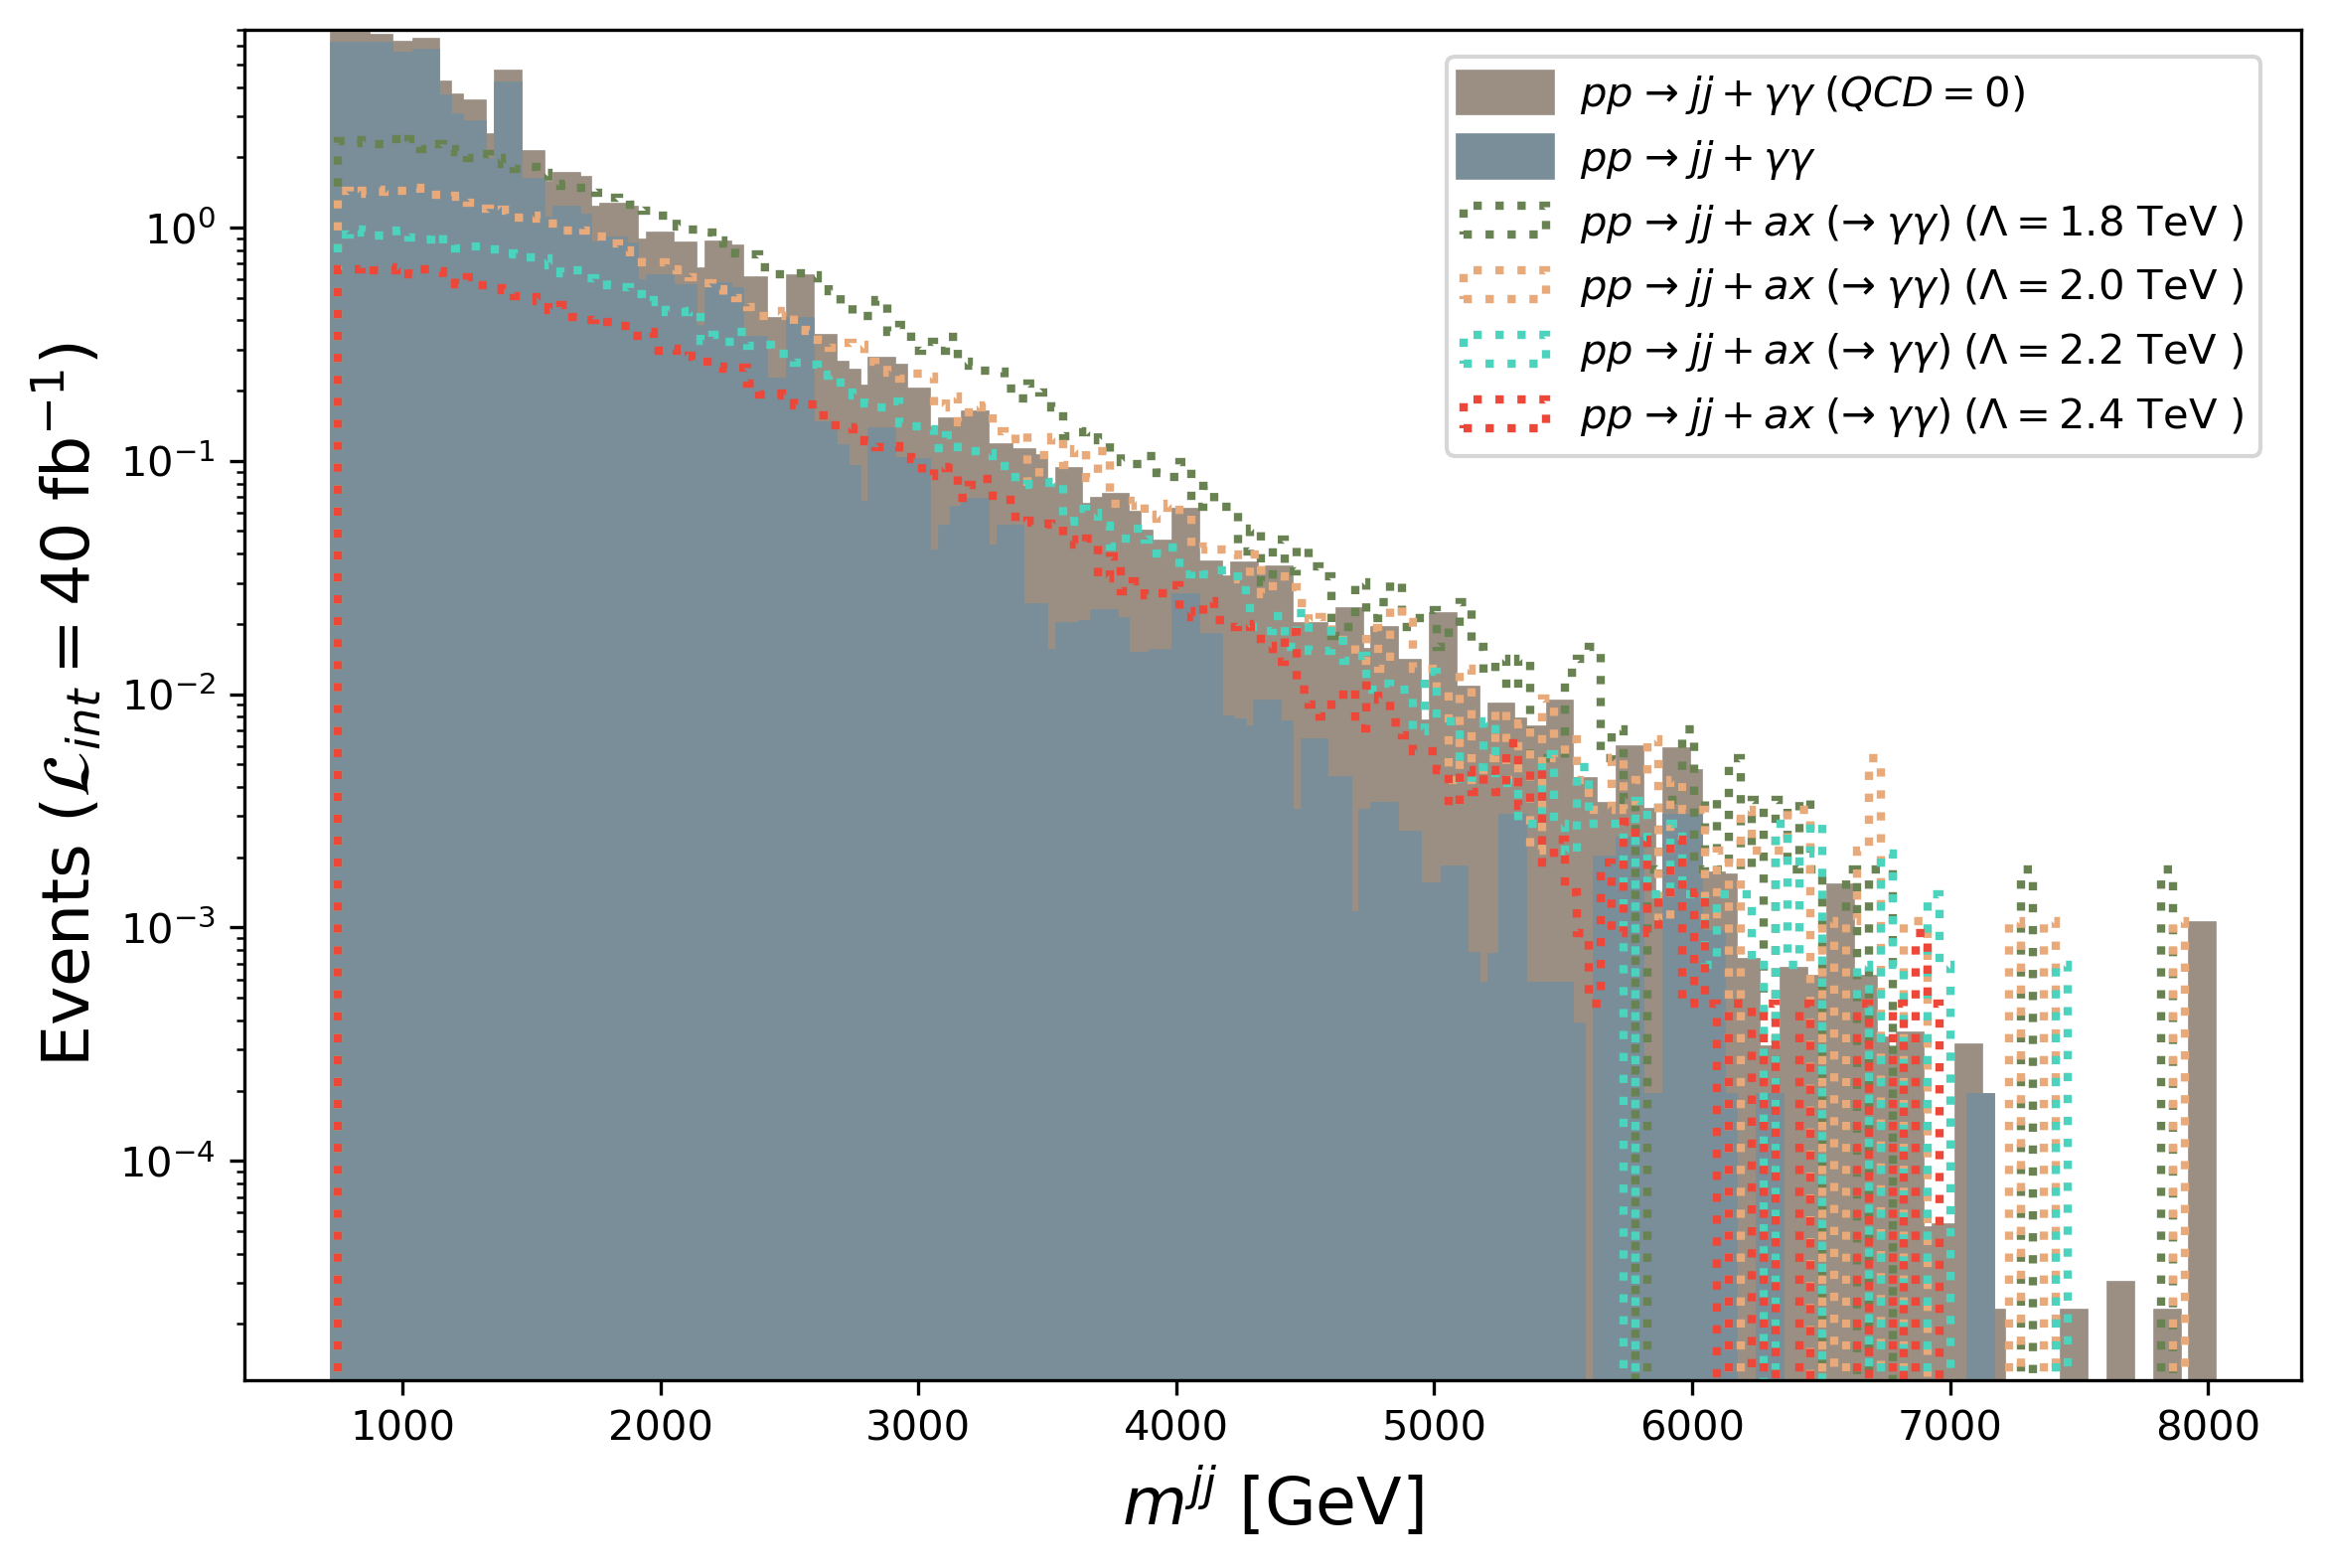 pp → jj + γγ (QCD = 0)
pp → jj + γγ
pp → jj + ax (→ γγ) (Λ = 1.8 TeV )
pp → jj + ax (→ γγ) (Λ = 2.0 TeV )
pp → jj + ax (→ γγ) (Λ = 2.2 TeV )
pp → jj + ax (→ γγ) (Λ = 2.4 TeV )
Events (ℒ_{int} = 40 fb⁻¹)
10⁰
10⁻¹
10⁻²
10⁻³
10⁻⁴
1000 2000 3000 4000 5000 6000 7000 8000
m^{jj} [GeV]